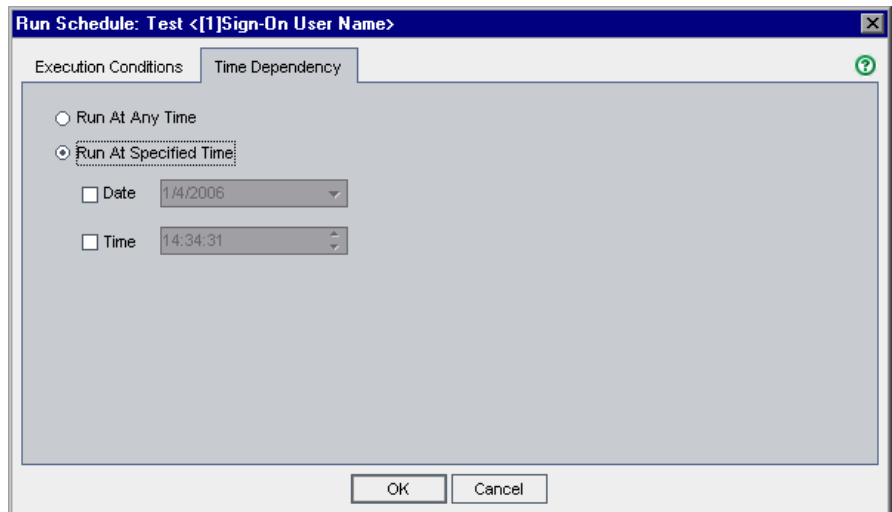 Run Schedule: Test <[1]Sign-On User Name>
Execution Conditions Time Dependency ?
Run At Any Time
Run At Specified Time
Date 1/4/2006
Time 14:34:31
OK Cancel